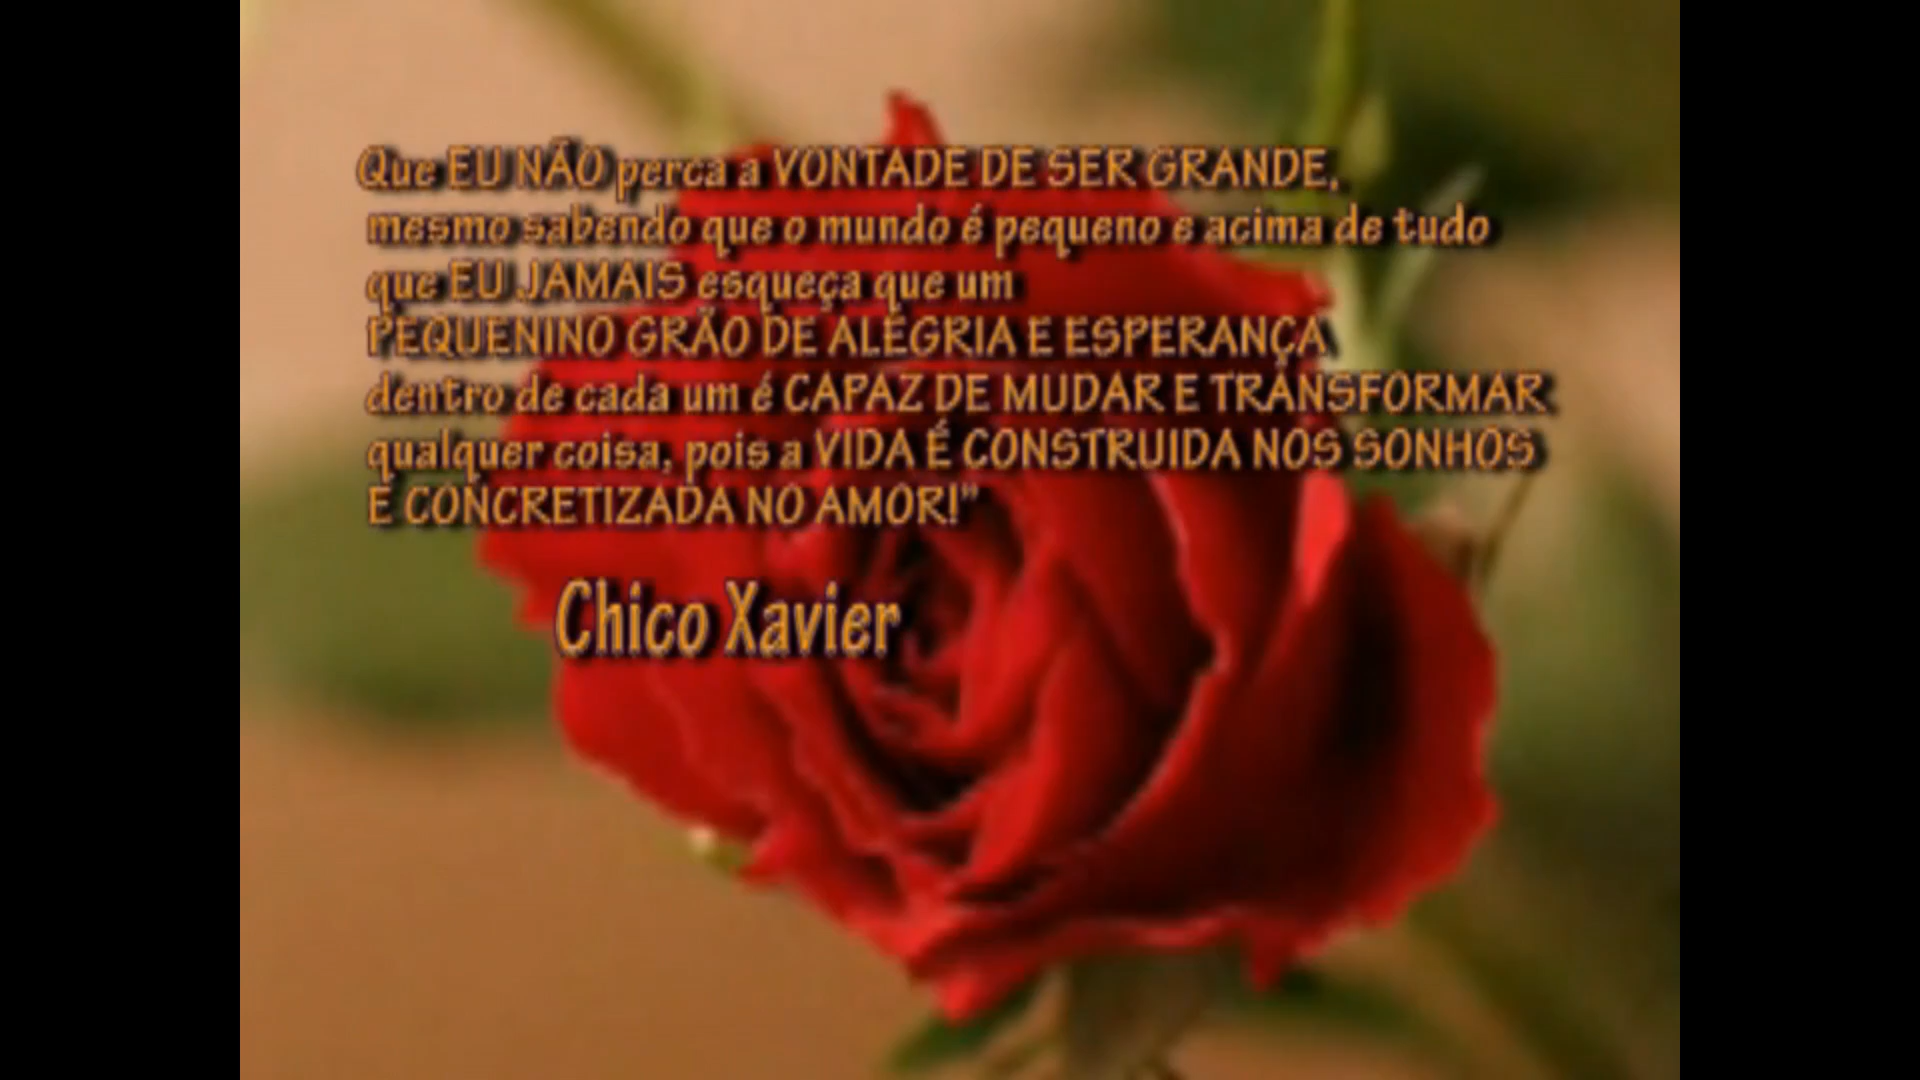 Que EU NÃO perca a VONTADE DE SER GRANDE,
mesmo sabendo que o mundo é pequeno e acima de tudo
que EU JAMAIS esqueça que um
PEQUENINO GRÃO DE ALEGRIA E ESPERANÇA
dentro de cada um é CAPAZ DE MUDAR E TRANSFORMAR
qualquer coisa, pois a VIDA É CONSTRUIDA NOS SONHOS
E CONCRETIZADA NO AMOR!”
Chico Xavier